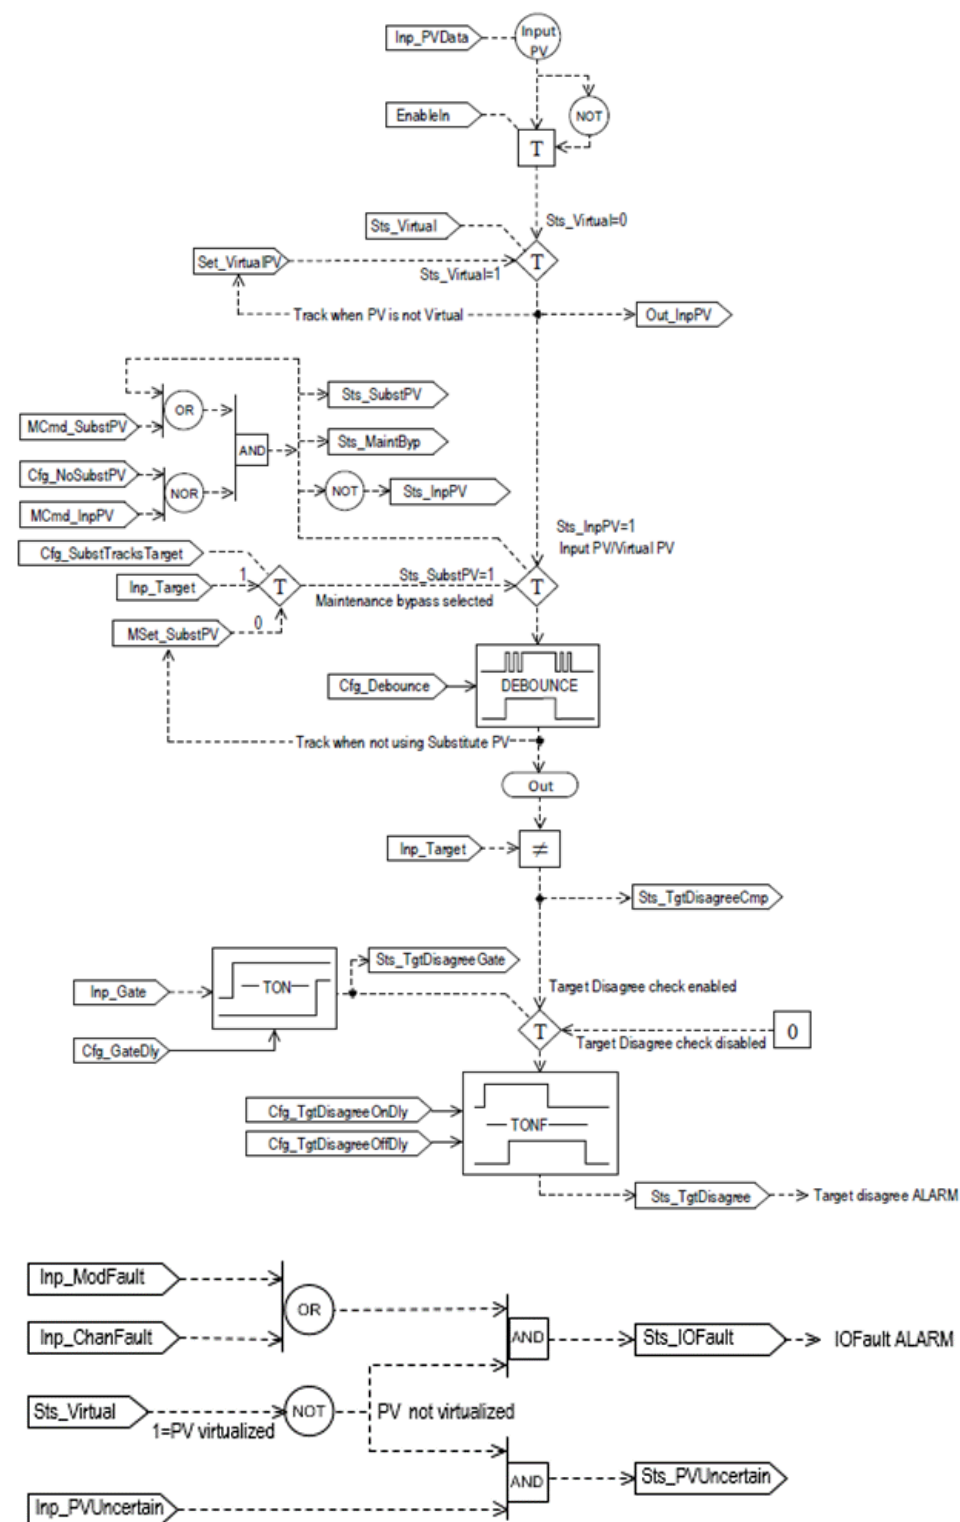 Inp_PVData
Input
PV
EnableIn
NOT
T
Sts_Virtual
Sts_Virtual=0
Set_VirtualPV
T
Sts_Virtual=1
Track when PV is not Virtual
Out_InpPV
Sts_SubstPV
OR
MCmd_SubstPV
Sts_MaintByp
AND
Cfg_NoSubstPV
NOR
NOT
Sts_InpPV
MCmd_InpPV
Sts_InpPV=1
Input PV/Virtual PV
Cfg_SubstTracksTarget
1
Sts_SubstPV=1
Inp_Target
T
T
Maintenance bypass selected
0
MSet_SubstPV
Cfg_Debounce
DEBOUNCE
Track when not using Substitute PV
Out
Inp_Target
≠
Sts_TgtDisagreeCmp
Sts_TgtDisagreeGate
Inp_Gate
TON
Target Disagree check enabled
T
0
Cfg_GateDly
Target Disagree check disabled
Cfg_TgtDisagreeOnDly
TONF
Cfg_TgtDisagreeOffDly
Sts_TgtDisagree
Target disagree ALARM
Inp_ModFault
OR
Inp_ChanFault
AND
Sts_IOFault
IOFault ALARM
Sts_Virtual
NOT
PV not virtualized
1=PV virtualized
AND
Sts_PVUncertain
Inp_PVUncertain